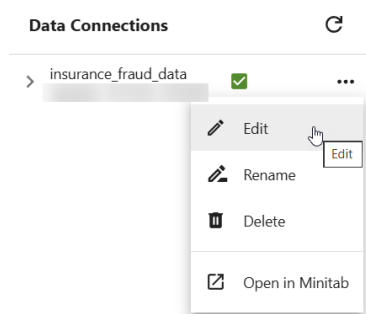 Data Connections
insurance_fraud_data
Edit
Edit
Rename
Delete
Open in Minitab